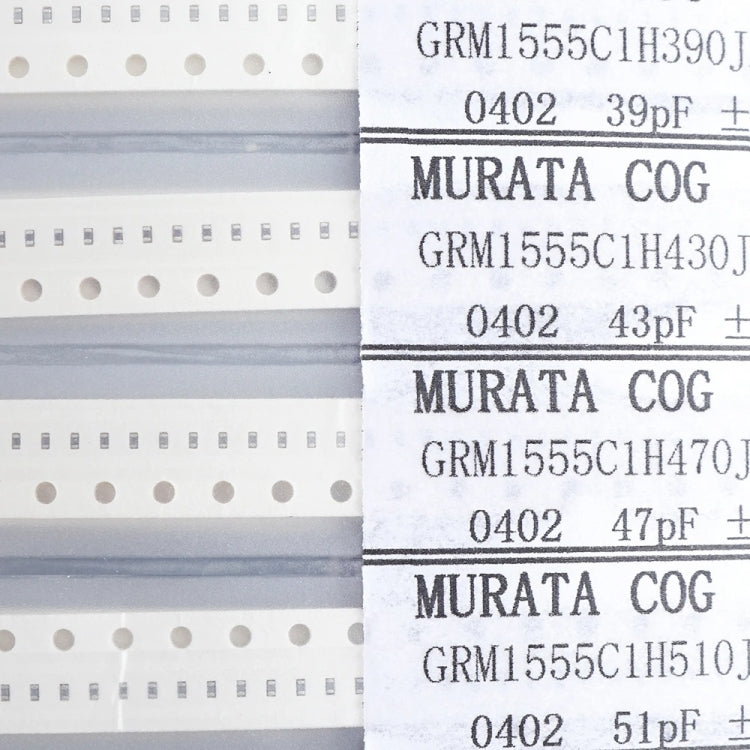 GRM1555C1H390J
0402 39pF ±
MURATA COG
GRM1555C1H430J
0402 43pF ±
MURATA COG
GRM1555C1H470J
0402 47pF ±
MURATA COG
GRM1555C1H510J
0402 51pF ±